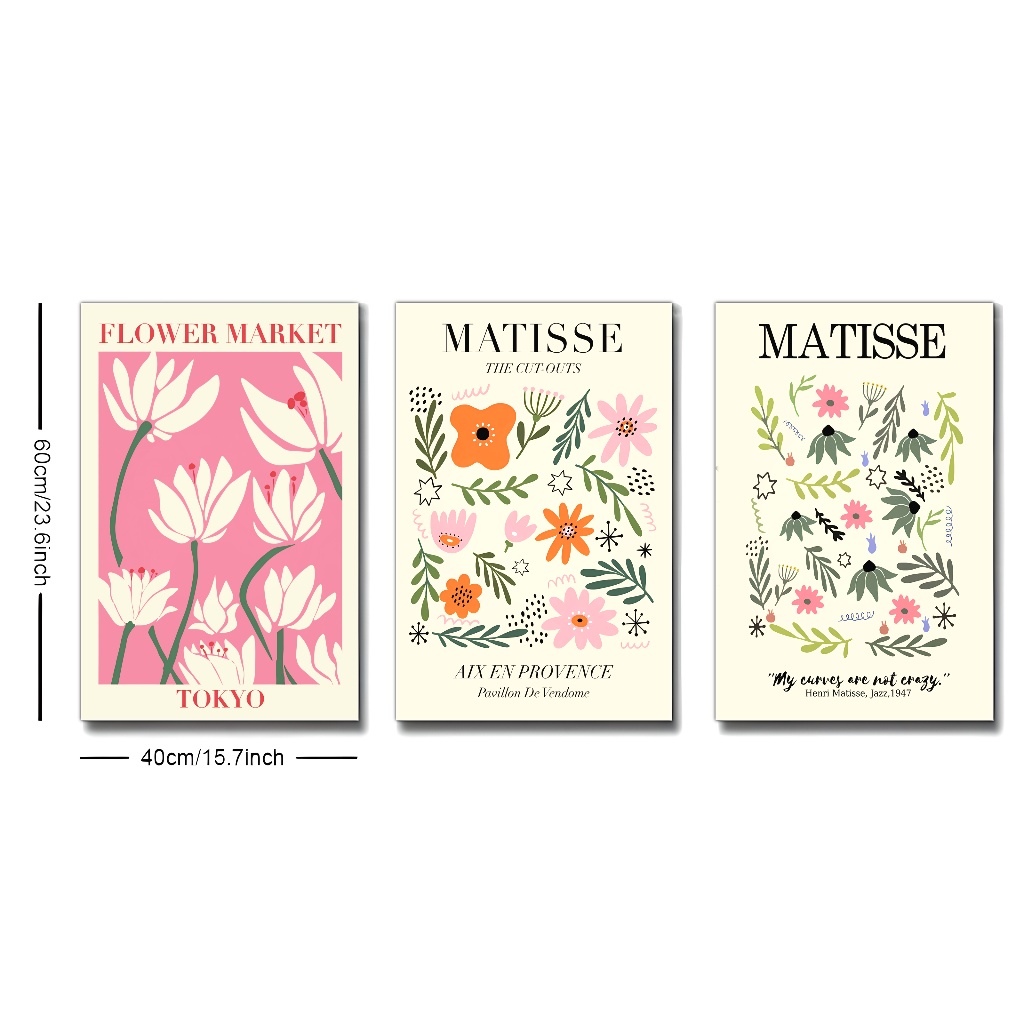 FLOWER MARKET
TOKYO
MATISSE
THE CUT-OUTS
AIX EN PROVENCE
Pavillon De Vendome
MATISSE
"My curves are not crazy."
Henri Matisse, Jazz,1947
60cm/23.6inch
40cm/15.7inch